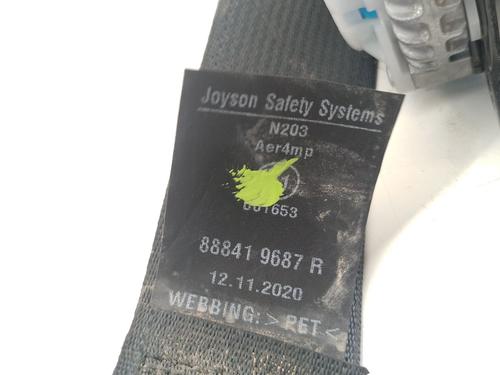 Joyson Safety Systems
N203
Aer4mp
88841 9687 R
12.11.2020
WEBBING: > PET <